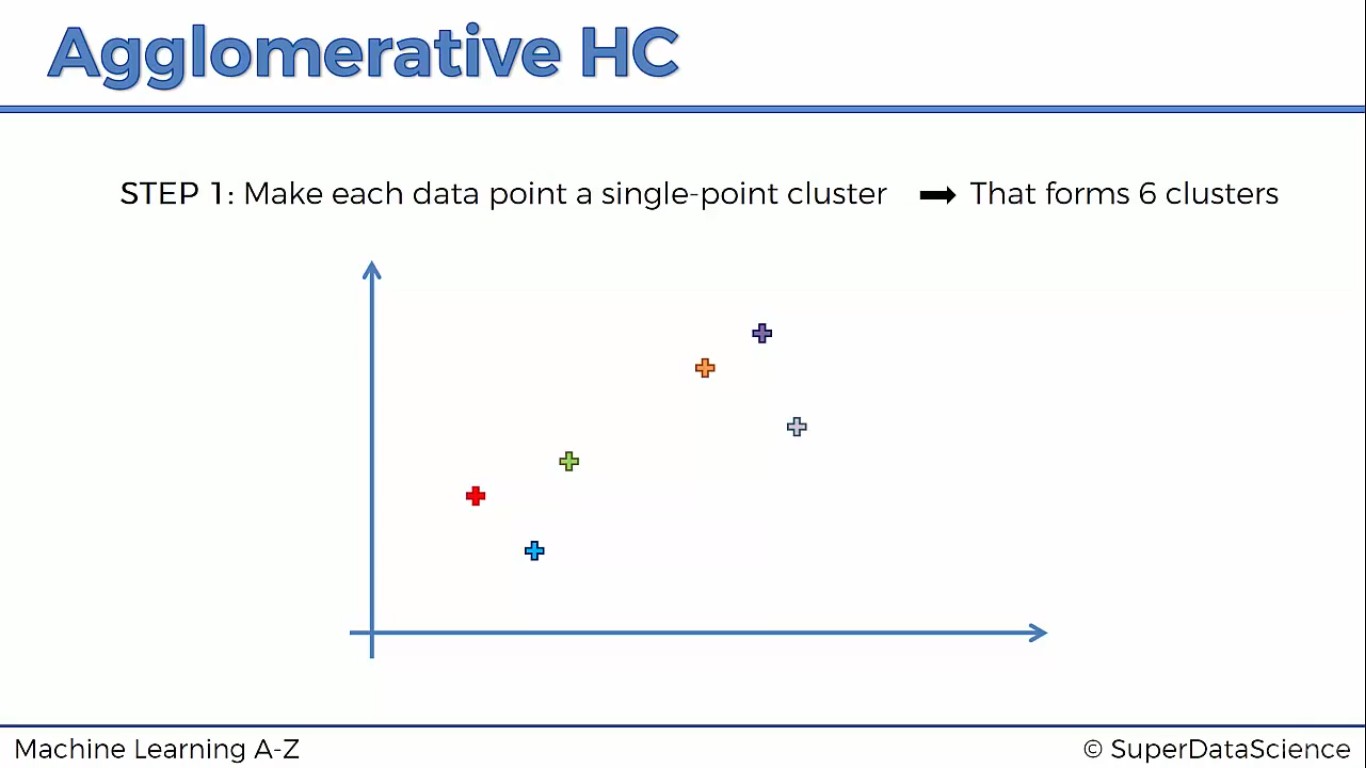 Agglomerative HC
STEP 1: Make each data point a single-point cluster ➡ That forms 6 clusters
Machine Learning A-Z
© SuperDataScience